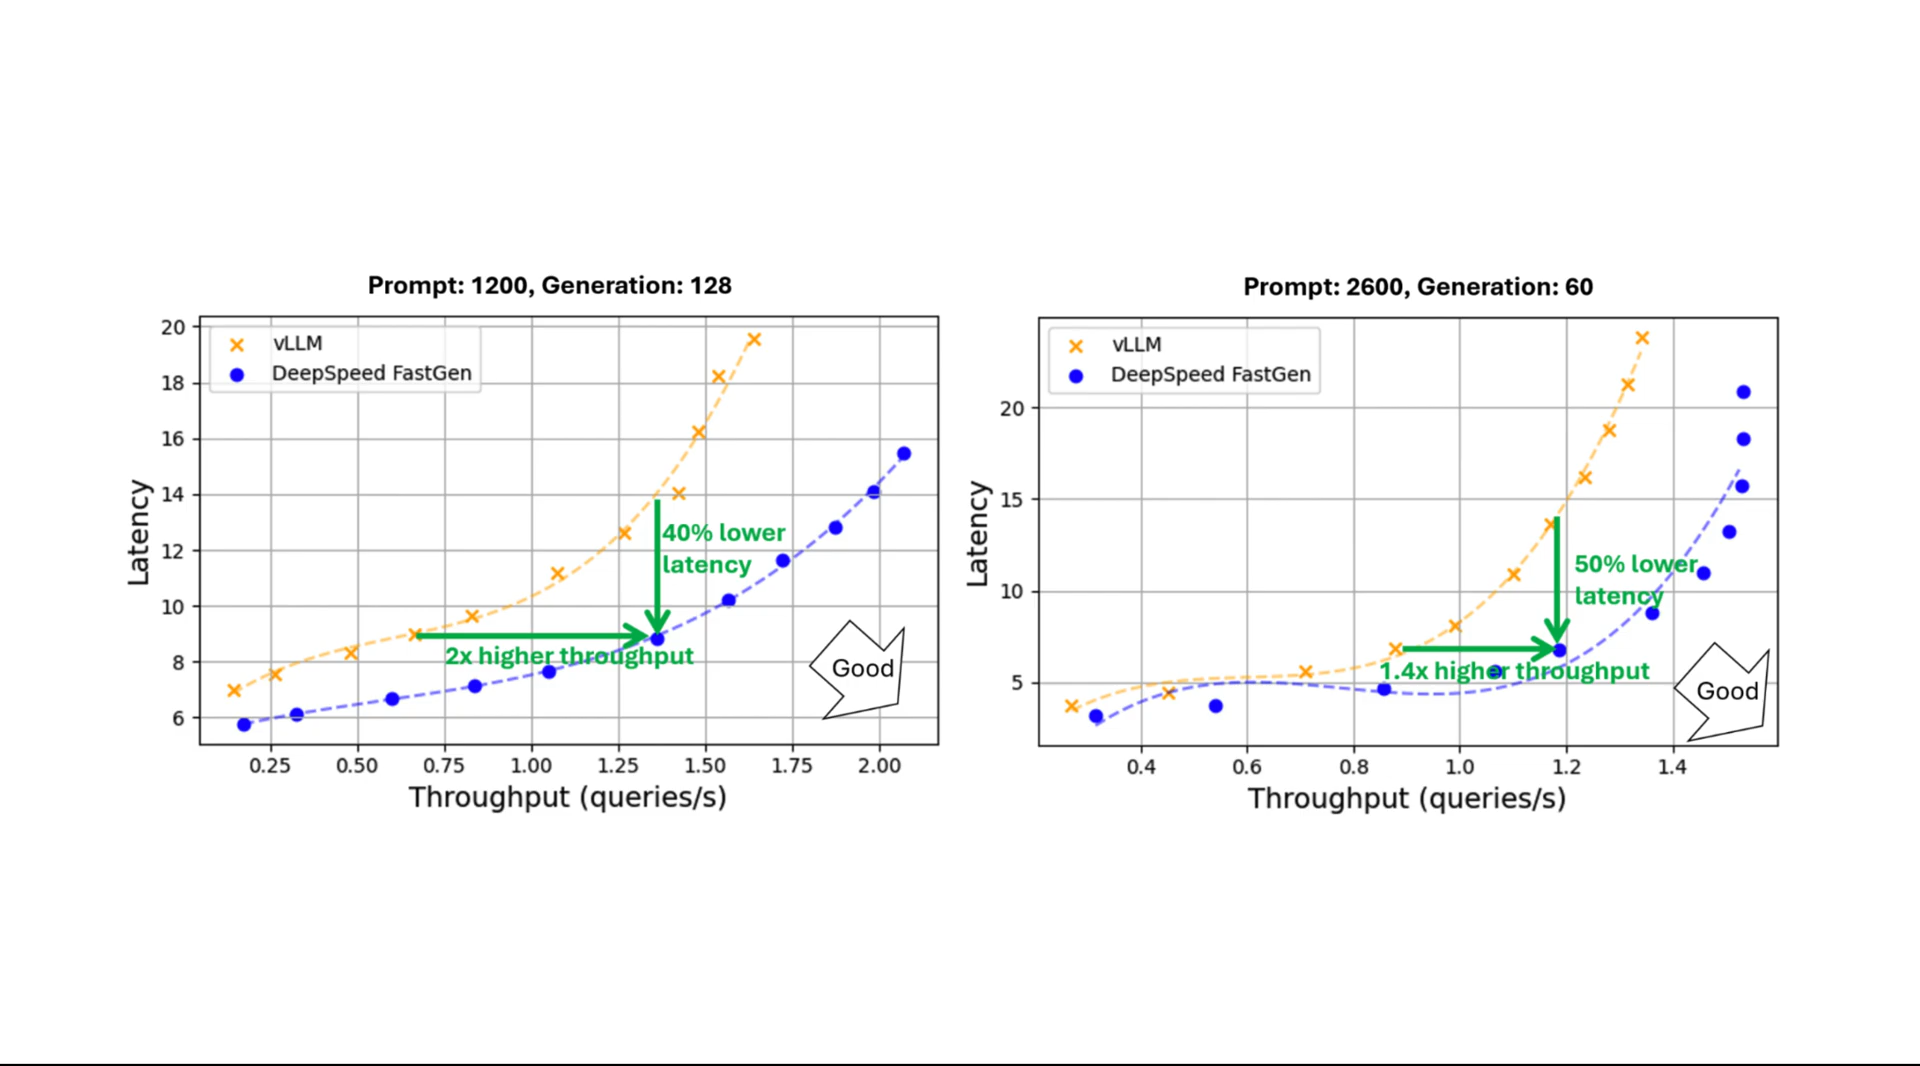 Prompt: 1200, Generation: 128
20
18
16
14
12
10
8
6
Latency
vLLM
DeepSpeed FastGen
40% lower
latency
2x higher throughput
Good
0.25 0.50 0.75 1.00 1.25 1.50 1.75 2.00
Throughput (queries/s)
Prompt: 2600, Generation: 60
20
15
10
5
Latency
vLLM
DeepSpeed FastGen
50% lower
latency
1.4x higher throughput
Good
0.4 0.6 0.8 1.0 1.2 1.4
Throughput (queries/s)